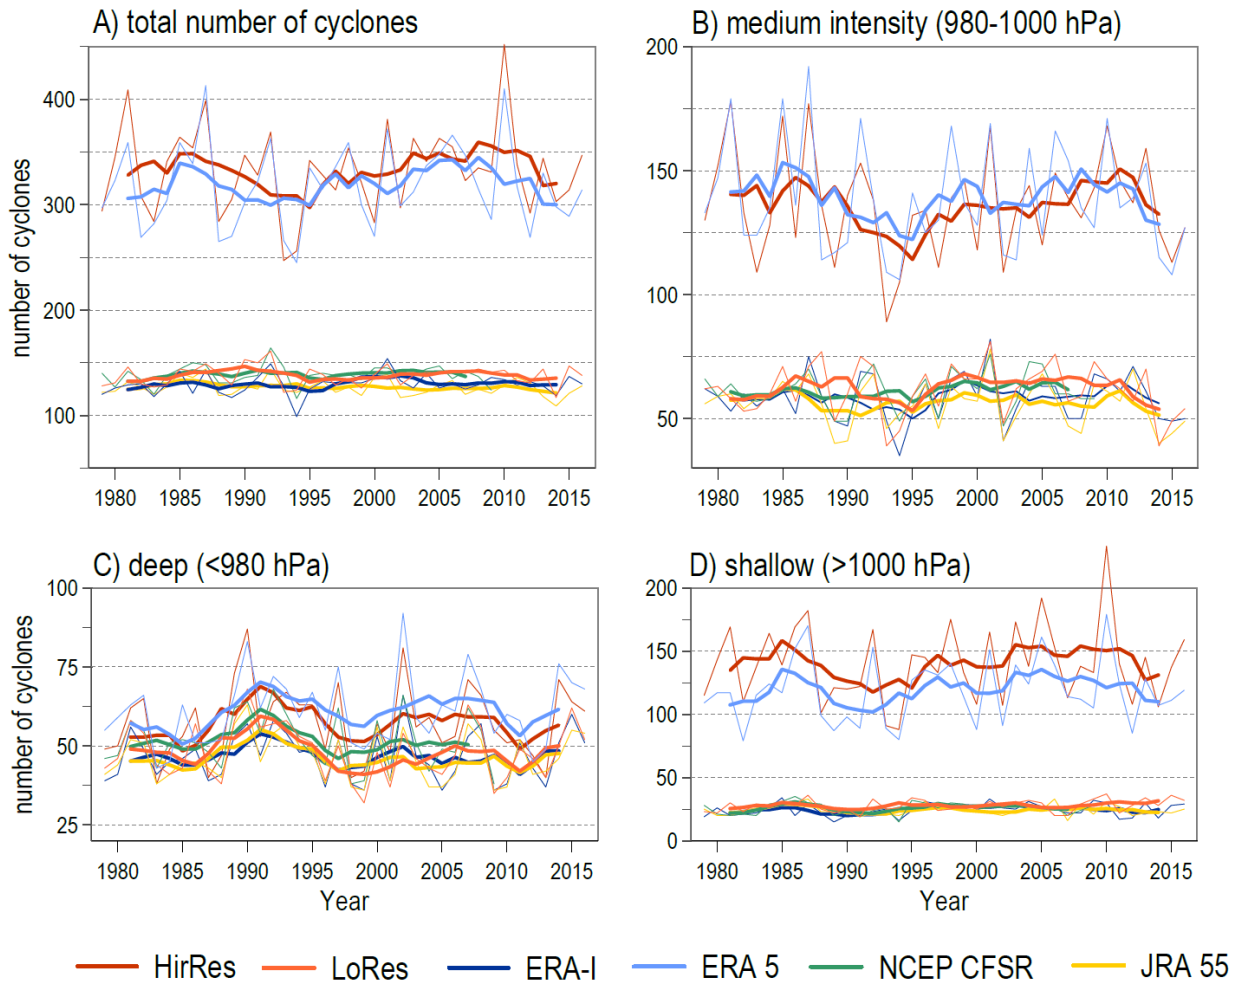 A) total number of cyclones
B) medium intensity (980-1000 hPa)
number of cyclones
400
300
200
100
1980 1985 1990 1995 2000 2005 2010 2015
200
150
100
50
1980 1985 1990 1995 2000 2005 2010 2015
C) deep (<980 hPa)
D) shallow (>1000 hPa)
number of cyclones
100
75
50
25
1980 1985 1990 1995 2000 2005 2010 2015
Year
200
150
100
50
0
1980 1985 1990 1995 2000 2005 2010 2015
Year
HirRes LoRes ERA-I ERA 5 NCEP CFSR JRA 55